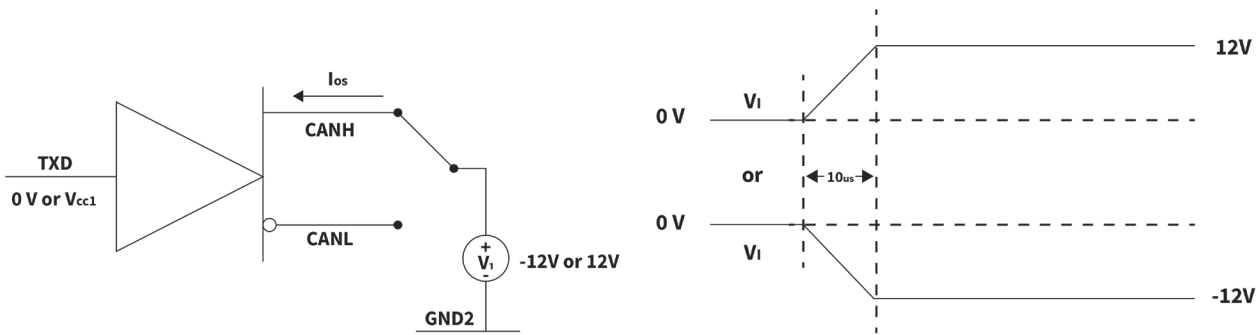 Ios
CANH
TXD
0 V or Vcc1
CANL
+
V1
-
-12V or 12V
GND2
12V
VI
0 V
or
10us
0 V
VI
-12V